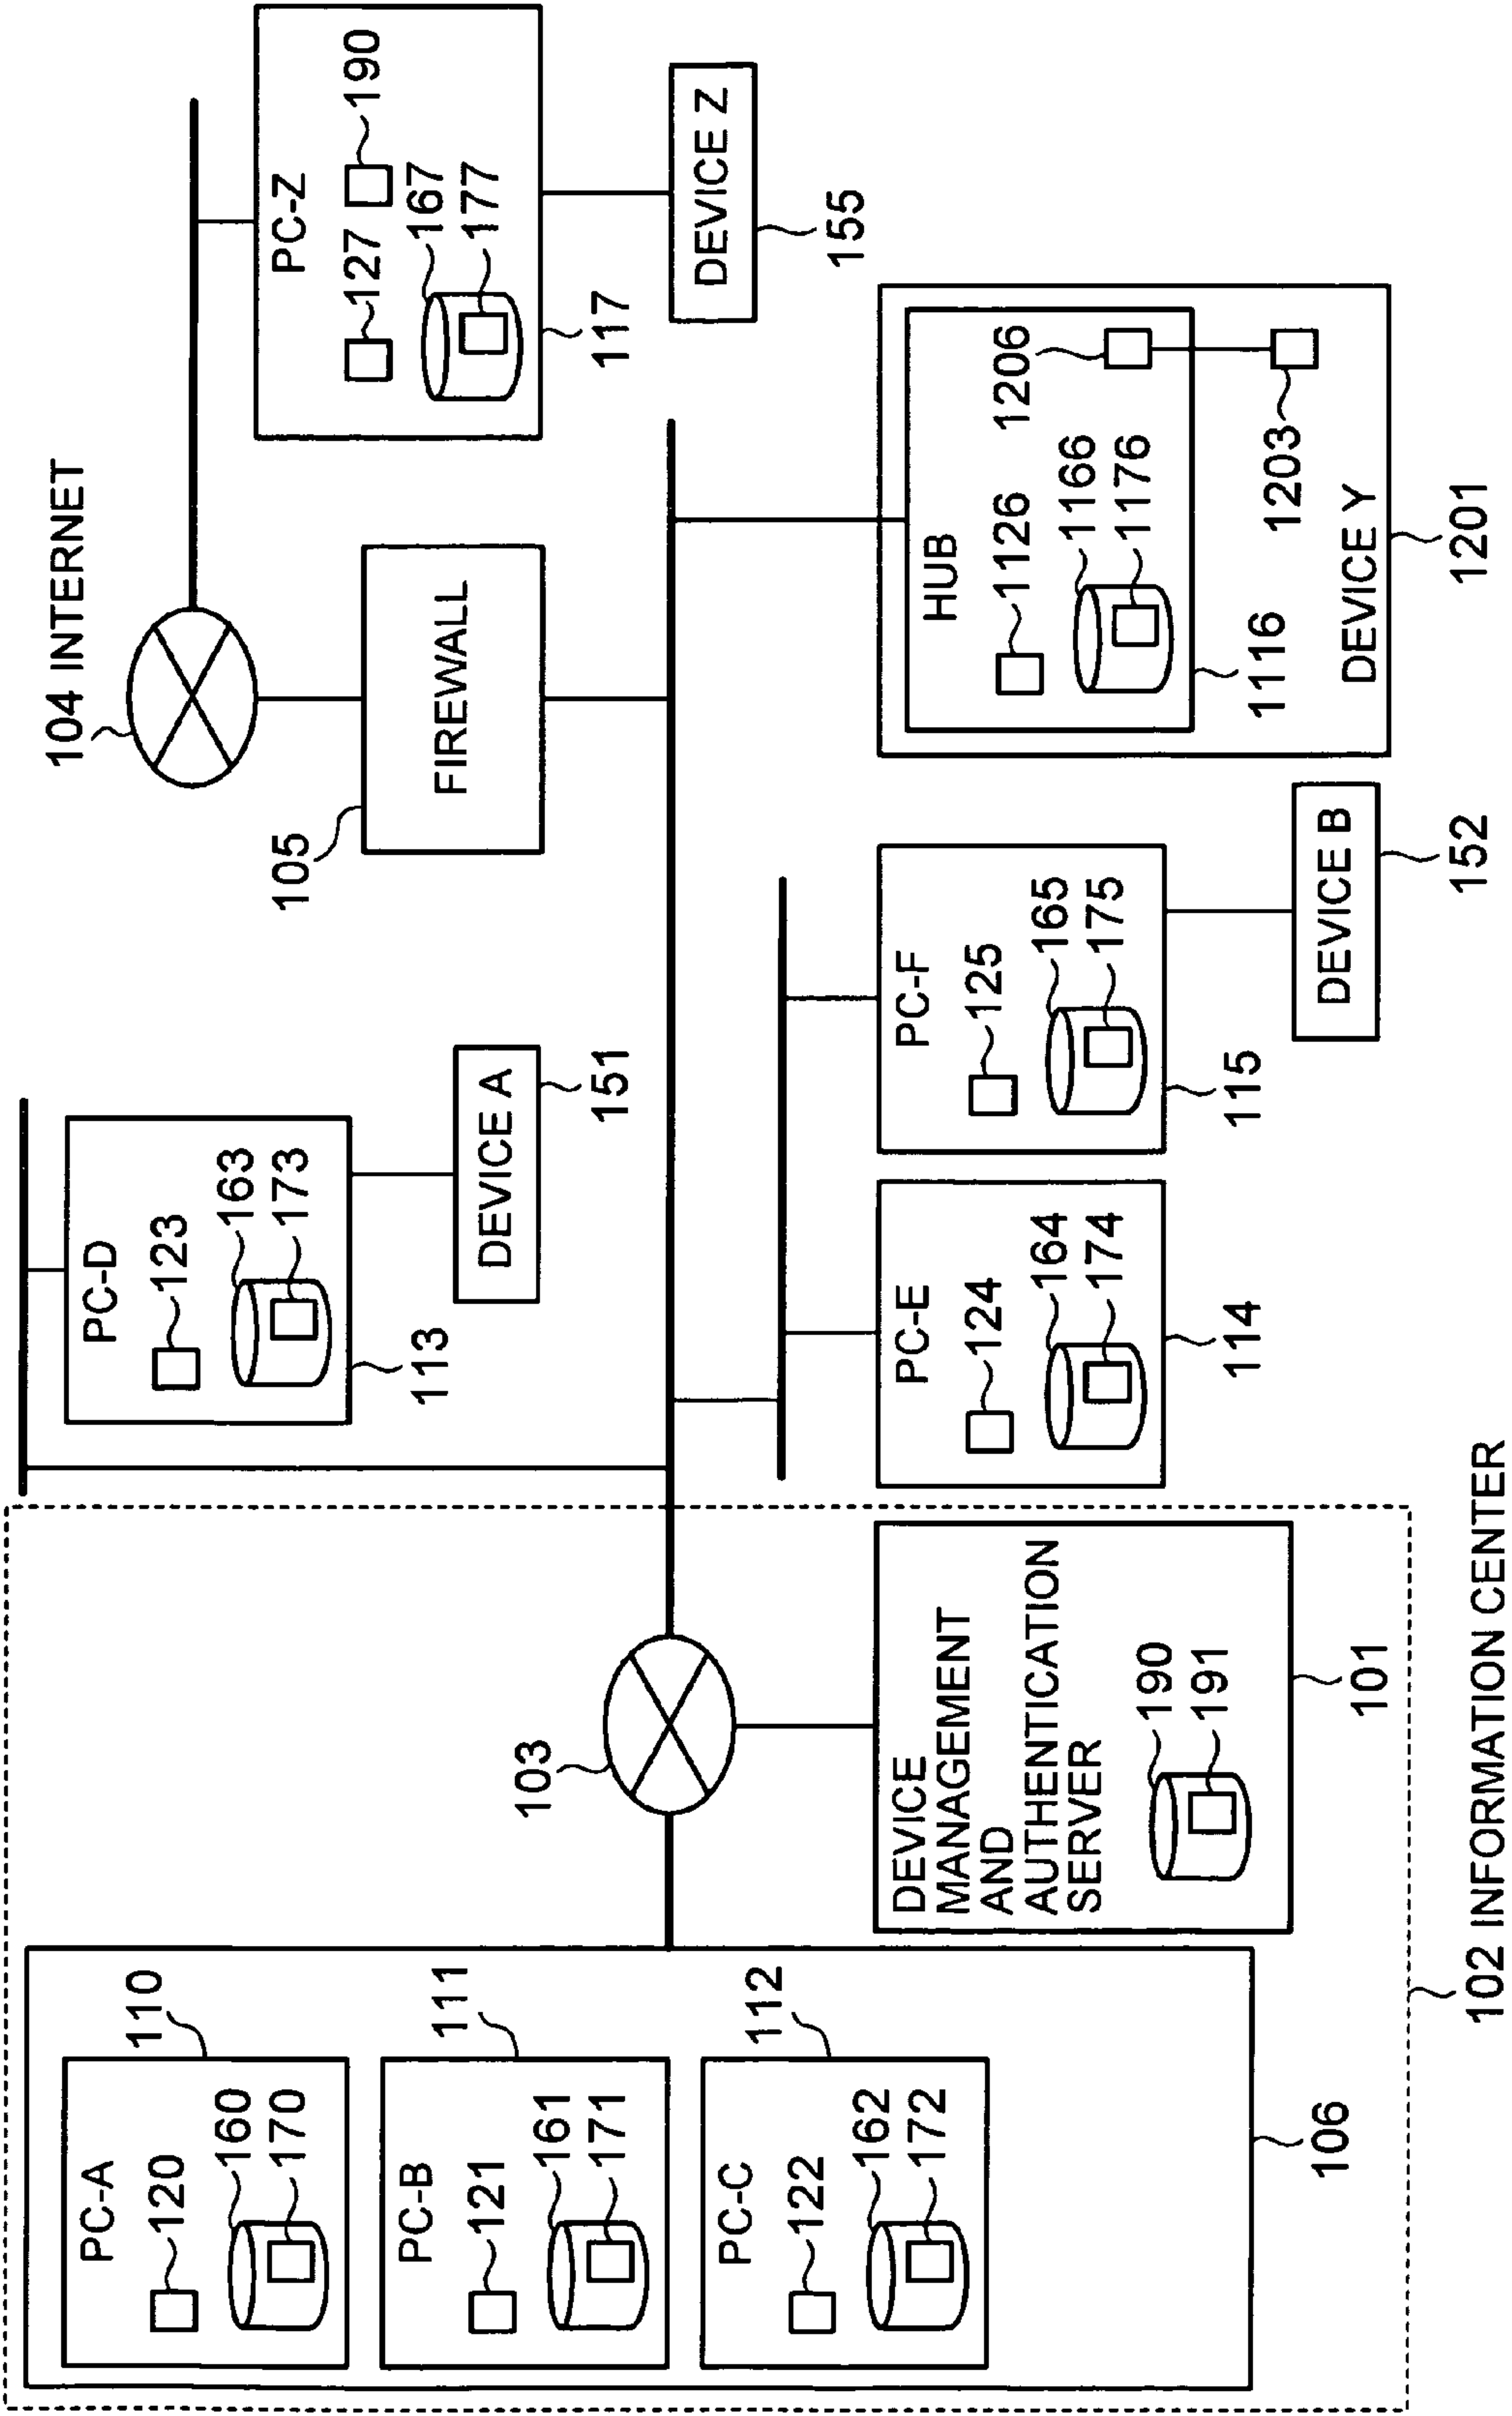 PC-A
110
120
160
170
PC-B
111
121
161
171
PC-C
112
122
162
172
106
103
DEVICE
MANAGEMENT
AND
AUTHENTICATION
SERVER
190
191
101
102 INFORMATION CENTER
PC-D
123
163
173
113
DEVICE A
151
PC-E
124
164
174
114
PC-F
125
165
175
115
DEVICE B
152
104 INTERNET
105
FIREWALL
PC-Z
127
190
167
177
117
DEVICE Z
155
HUB
1126
1206
1166
1176
1116
1203
DEVICE Y
1201